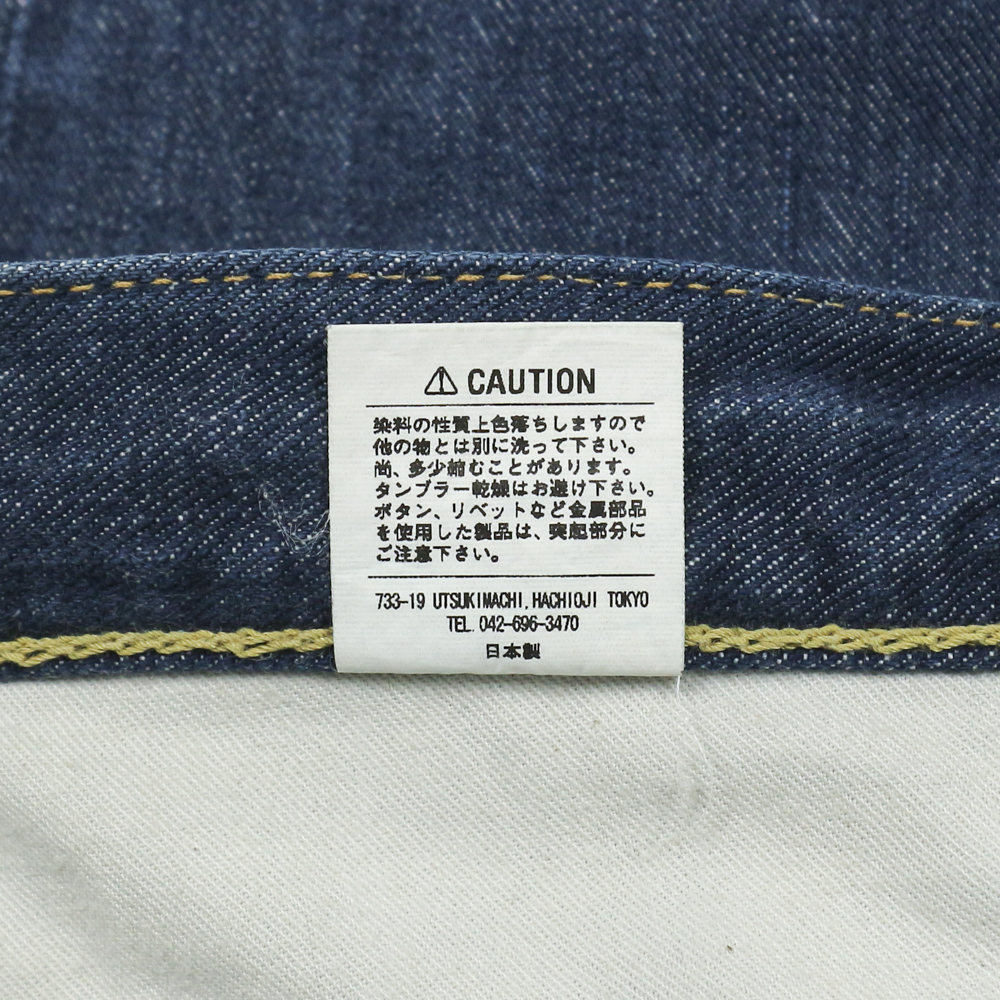 ⚠ CAUTION
染料の性質上色落ちしますので
他の物とは別に洗って下さい。
尚、多少縮むことがあります。
タンブラー乾燥はお避け下さい。
ボタン、リベットなど金属部品
を使用した製品は、突起部分に
ご注意下さい。
733-19 UTSUKIMACHI, HACHIOJI TOKYO
TEL. 042-696-3470
日本製